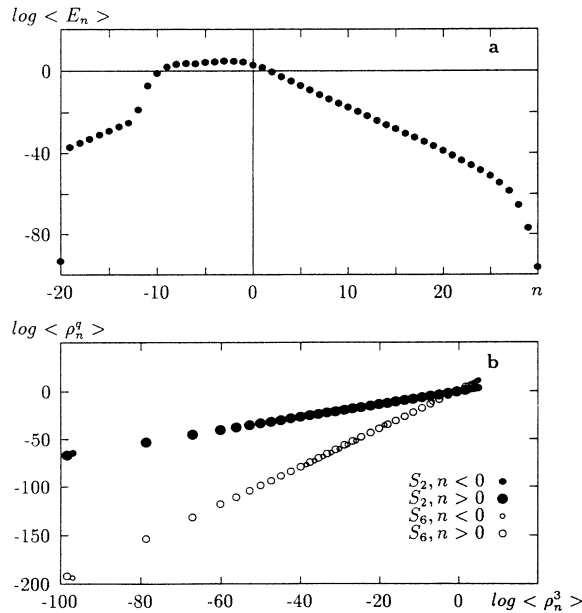 log < E_n >
a
0
-40
-80
-20 -10 0 10 20 n
log < ρ_n^q >
b
0
-50
-100
-150
-200
S_2, n < 0
S_2, n > 0
S_6, n < 0
S_6, n > 0
-100 -80 -60 -40 -20 0 log < ρ_n^3 >